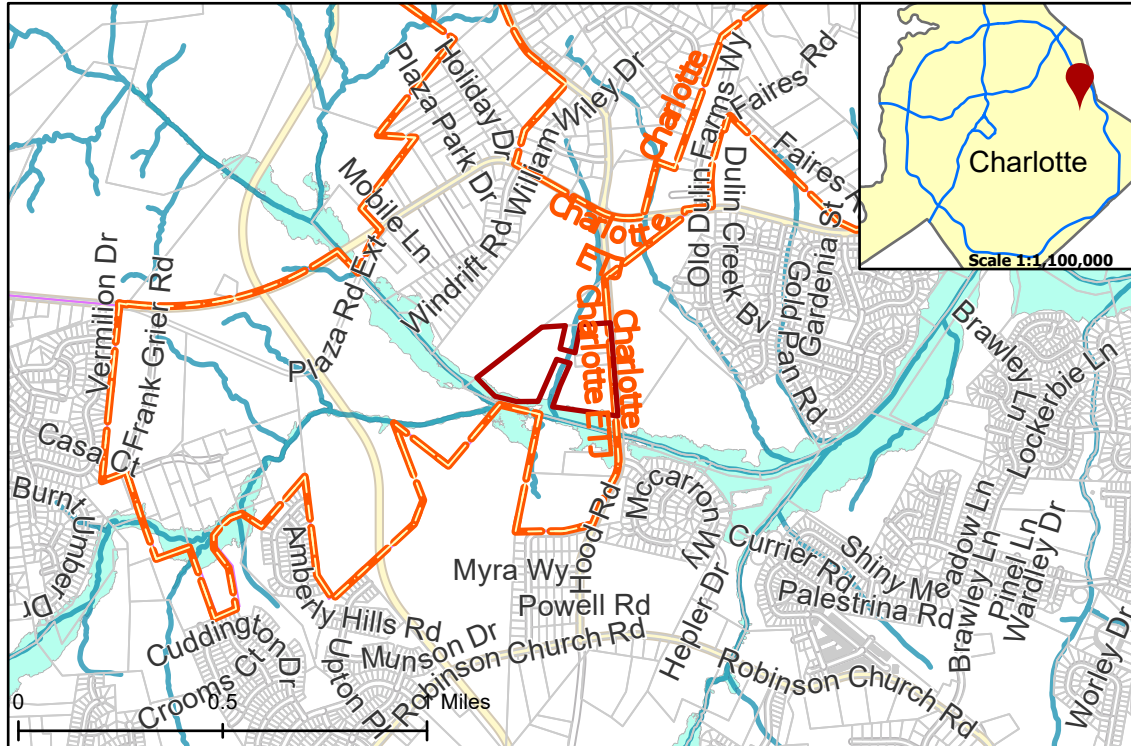 Plaza Park Dr
Holiday Dr
William Wiley Dr
Charlotte
Old Dulin Farms Wy
Faires Rd
Faires R
Dulin Creek Bv
Mobile Ln
Windrift Rd
Charlotte ETJ
Charlotte
Charlotte ETJ
Charlotte
Goldog Pan Rd
Gardenia St
Charlotte
Scale 1:1,100,000
Vermilion Dr
Frank Grier Rd
Plaza Rd Ext
Brawley Ln
Lockerbie Ln
Casa Ct
Burnt Umber Dr
Hood Rd
Mccarron Wy
Amberly Hills Rd
Myra Wy
Powell Rd
Currier Rd
Shiny Meadow Ln
Palestrina Rd
Brawley Ln
Piner Ln
Wardley Dr
Cuddington Dr
Crooms Ct
Upton Pl
Munson Dr
Robinson Church Rd
Hepler Dr
Robinson Church Rd
Worley Dr
0 0.5 1 Miles